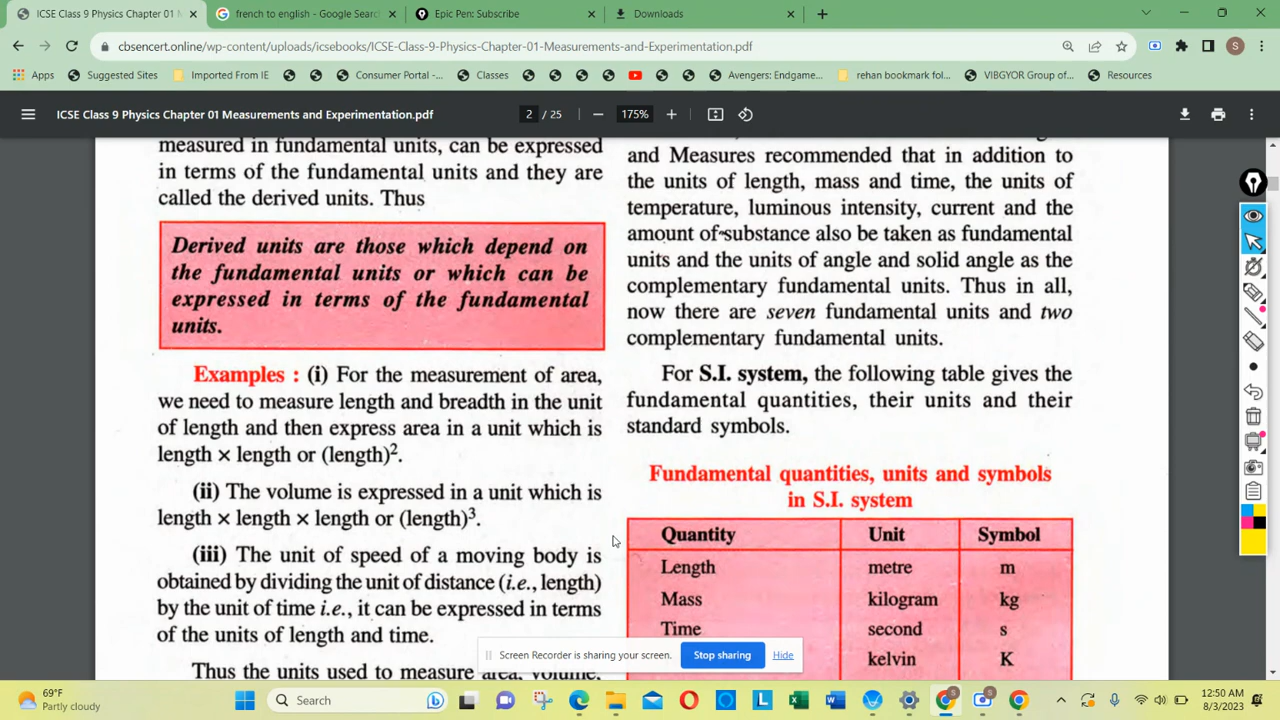 ICSE Class 9 Physics Chapter 01 M
french to english - Google Searc
Epic Pen: Subscribe
Downloads
cbsencert.online/wp-content/uploads/icsebooks/ICSE-Class-9-Physics-Chapter-01-Measurements-and-Experimentation.pdf
Apps
Suggested Sites
Imported From IE
Consumer Portal -...
Classes
Avengers: Endgame...
rehan bookmark fol...
VIBGYOR Group of...
Resources
ICSE Class 9 Physics Chapter 01 Measurements and Experimentation.pdf
2 / 25
175%
measured in fundamental units, can be expressed
in terms of the fundamental units and they are
called the derived units. Thus
Derived units are those which depend on
the fundamental units or which can be
expressed in terms of the fundamental
units.
Examples : (i) For the measurement of area,
we need to measure length and breadth in the unit
of length and then express area in a unit which is
length × length or (length)².
(ii) The volume is expressed in a unit which is
length × length × length or (length)³.
(iii) The unit of speed of a moving body is
obtained by dividing the unit of distance (i.e., length)
by the unit of time i.e., it can be expressed in terms
of the units of length and time.
Thus the units used to measure area, volume,
and Measures recommended that in addition to
the units of length, mass and time, the units of
temperature, luminous intensity, current and the
amount of substance also be taken as fundamental
units and the units of angle and solid angle as the
complementary fundamental units. Thus in all,
now there are seven fundamental units and two
complementary fundamental units.
For S.I. system, the following table gives the
fundamental quantities, their units and their
standard symbols.
Fundamental quantities, units and symbols
in S.I. system
Quantity Unit Symbol
Length metre m
Mass kilogram kg
Time second s
kelvin K
Screen Recorder is sharing your screen.
Stop sharing
Hide
69°F
Partly cloudy
Search
12:50 AM
8/3/2023